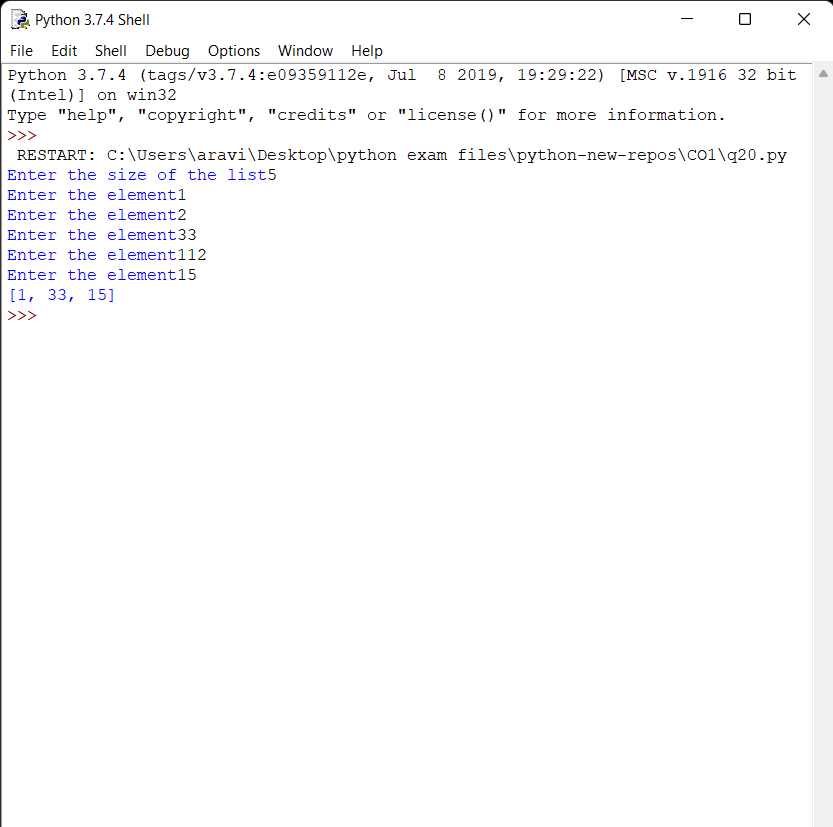 Python 3.7.4 Shell
File Edit Shell Debug Options Window Help
Python 3.7.4 (tags/v3.7.4:e09359112e, Jul  8 2019, 19:29:22) [MSC v.1916 32 bit
(Intel)] on win32
Type "help", "copyright", "credits" or "license()" for more information.
>>>
 RESTART: C:\Users\aravi\Desktop\python exam files\python-new-repos\CO1\q20.py
Enter the size of the list5
Enter the element1
Enter the element2
Enter the element33
Enter the element112
Enter the element15
[1, 33, 15]
>>>